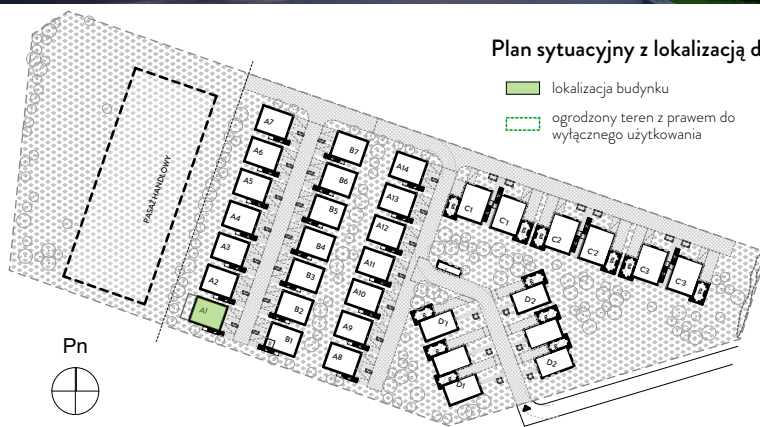 Plan sytuacyjny z lokalizacją d
lokalizacja budynku
ogrodzony teren z prawem do
wyłącznego użytkowania
PASAŻ HANDLOWY
A7
A6
A5
A4
A3
A2
A1
B7
B6
B5
B4
B3
B2
B1
A14
A13
A12
A11
A10
A9
A8
C1
C1
C2
C2
C3
C3
D1
D1
D2
D2
Pn